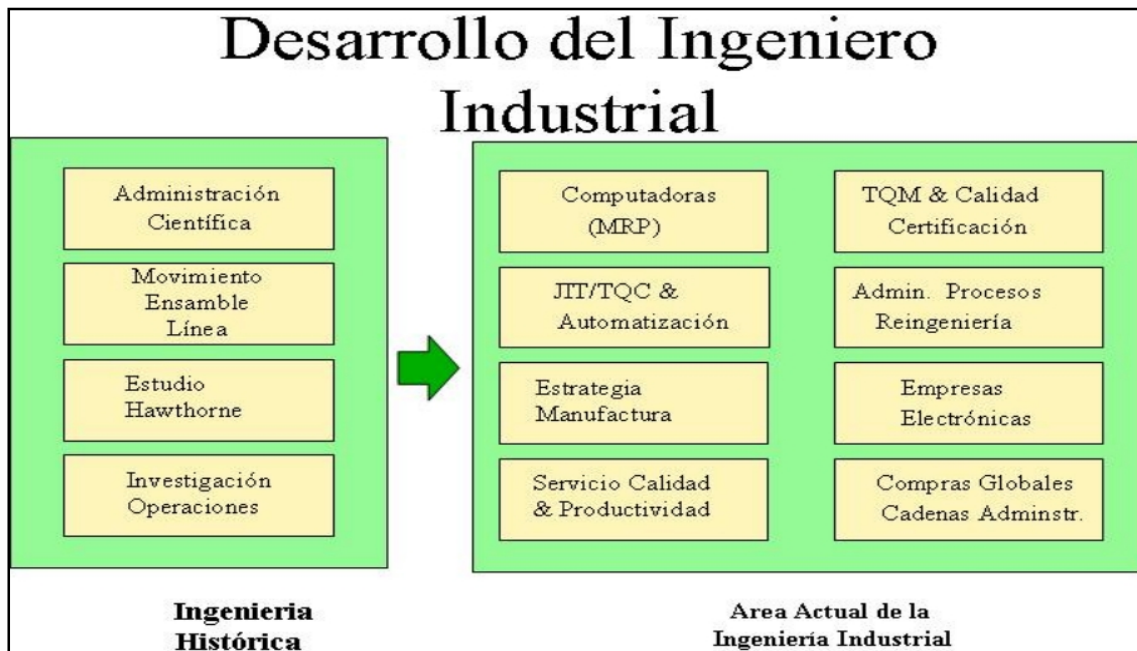 Desarrollo del Ingeniero
Industrial
Administración
Científica
Movimiento
Ensamble
Línea
Estudio
Hawthorne
Investigación
Operaciones
Ingenieria
Histórica
Computadoras
(MRP)
JIT/TQC &
Automatización
Estrategia
Manufactura
Servicio Calidad
& Productividad
TQM & Calidad
Certificación
Admin. Procesos
Reingeniería
Empresas
Electrónicas
Compras Globales
Cadenas Adminstr.
Area Actual de la
Ingeniería Industrial